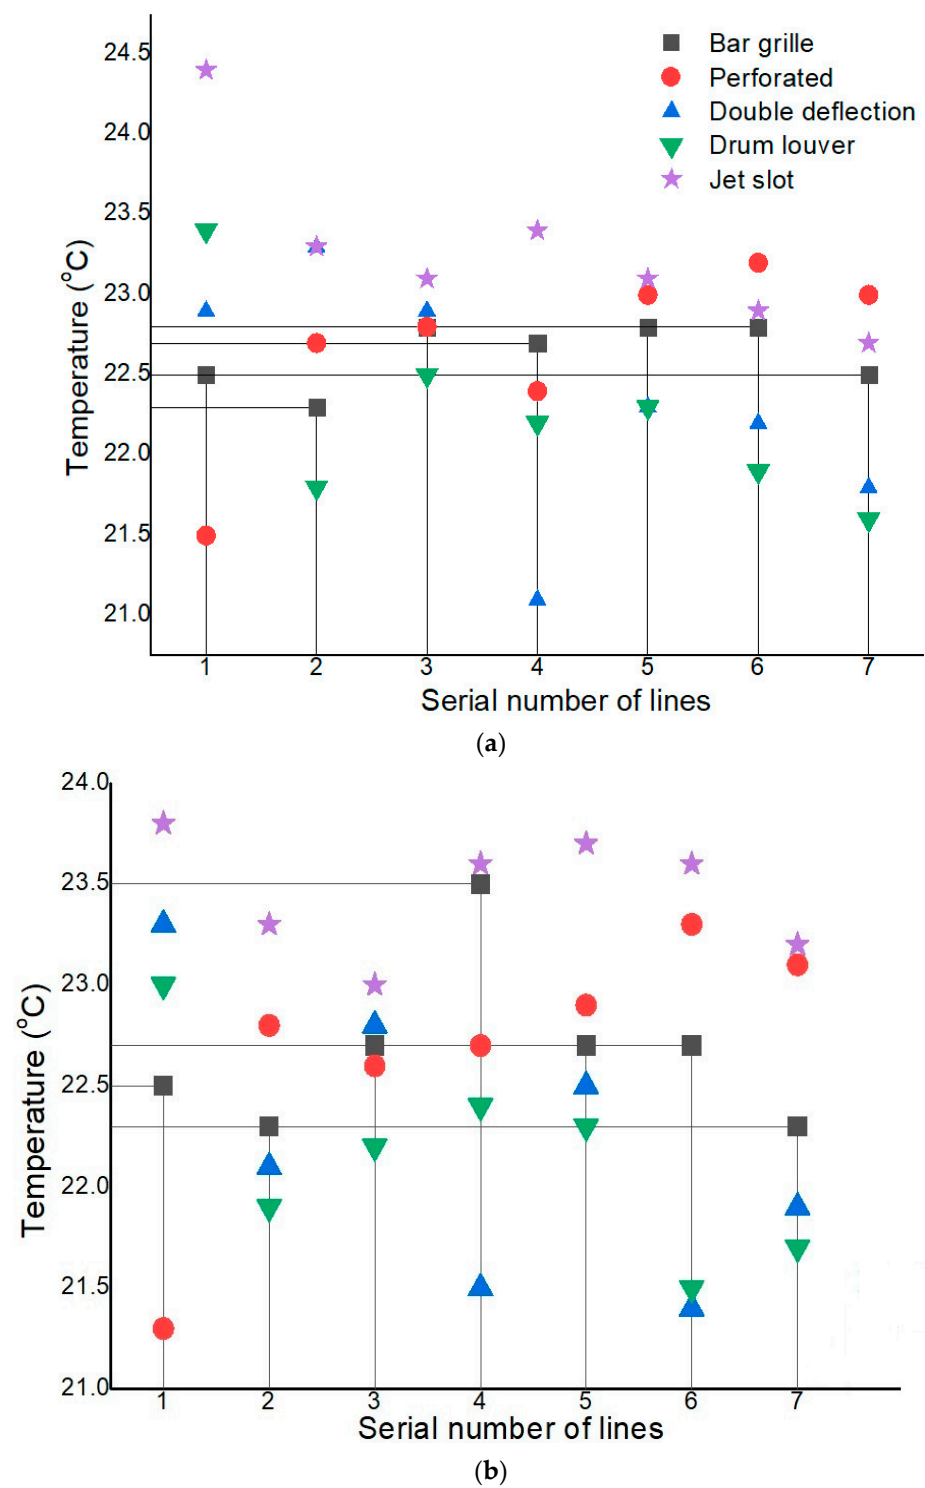 24.5
24.0
23.5
23.0
22.5
22.0
21.5
21.0
Temperature (°C)
Bar grille
Perforated
Double deflection
Drum louver
Jet slot
1 2 3 4 5 6 7
Serial number of lines
(a)
24.0
23.5
23.0
22.5
22.0
21.5
21.0
Temperature (°C)
1 2 3 4 5 6 7
Serial number of lines
(b)